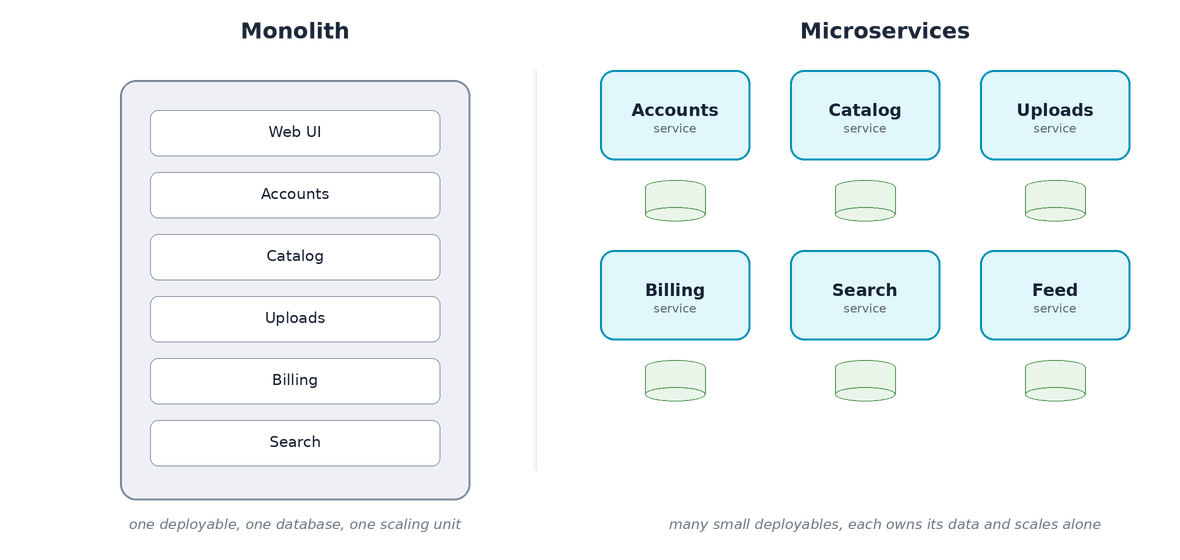 Monolith
Web UI
Accounts
Catalog
Uploads
Billing
Search
one deployable, one database, one scaling unit
Microservices
Accounts
service
Catalog
service
Uploads
service
Billing
service
Search
service
Feed
service
many small deployables, each owns its data and scales alone